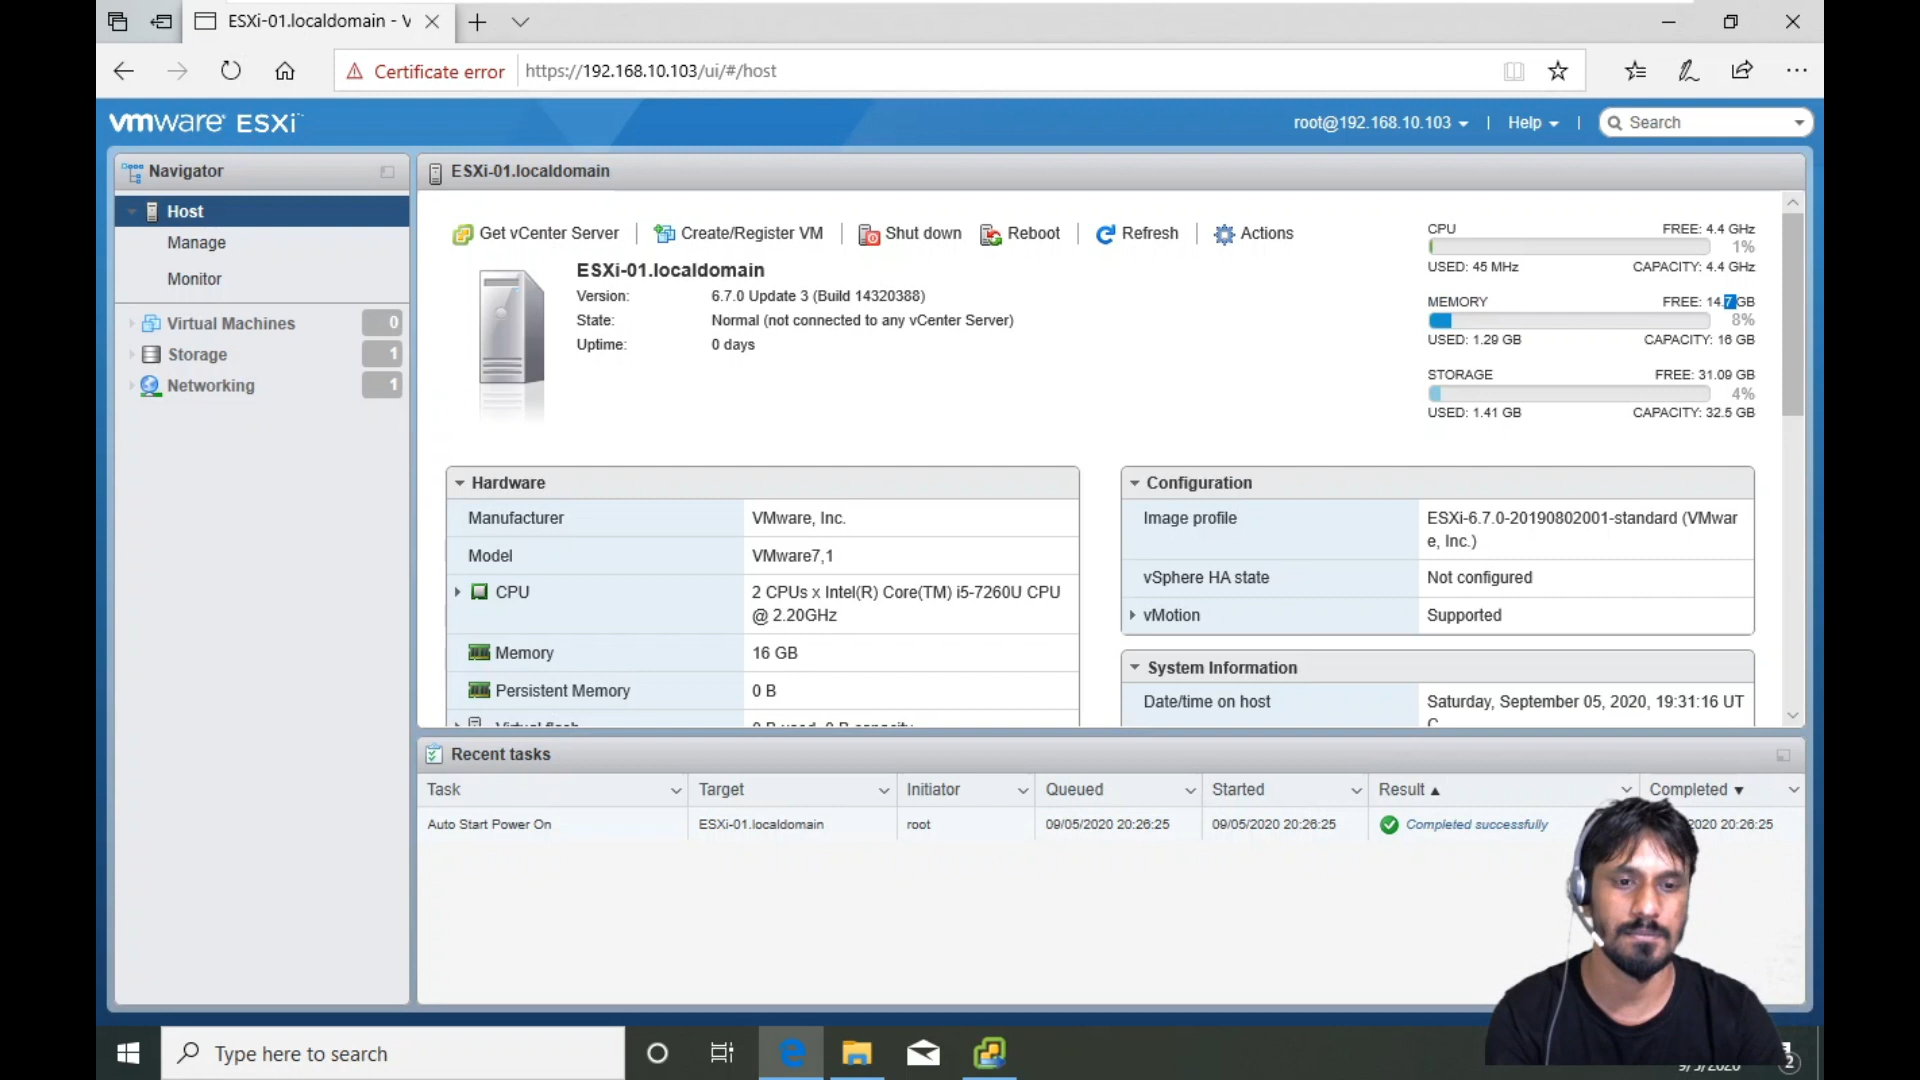 ESXi-01.localdomain - V
Certificate error
https://192.168.10.103/ui/#/host
vmware ESXi
root@192.168.10.103
|
Help
|
Search
Navigator
Host
Manage
Monitor
Virtual Machines
0
Storage
1
Networking
1
ESXi-01.localdomain
Get vCenter Server
Create/Register VM
Shut down
Reboot
Refresh
Actions
ESXi-01.localdomain
Version: 6.7.0 Update 3 (Build 14320388)
State: Normal (not connected to any vCenter Server)
Uptime: 0 days
CPU FREE: 4.4 GHz
1%
USED: 45 MHz CAPACITY: 4.4 GHz
MEMORY FREE: 14.7 GB
8%
USED: 1.29 GB CAPACITY: 16 GB
STORAGE FREE: 31.09 GB
4%
USED: 1.41 GB CAPACITY: 32.5 GB
Hardware
Manufacturer VMware, Inc.
Model VMware7,1
CPU 2 CPUs x Intel(R) Core(TM) i5-7260U CPU
@ 2.20GHz
Memory 16 GB
Persistent Memory 0 B
Configuration
Image profile ESXi-6.7.0-20190802001-standard (VMwar
e, Inc.)
vSphere HA state Not configured
vMotion Supported
System Information
Date/time on host Saturday, September 05, 2020, 19:31:16 UT
Recent tasks
Task Target Initiator Queued Started Result Completed
Auto Start Power On ESXi-01.localdomain root 09/05/2020 20:26:25 09/05/2020 20:26:25 Completed successfully 2020 20:26:25
Type here to search
2